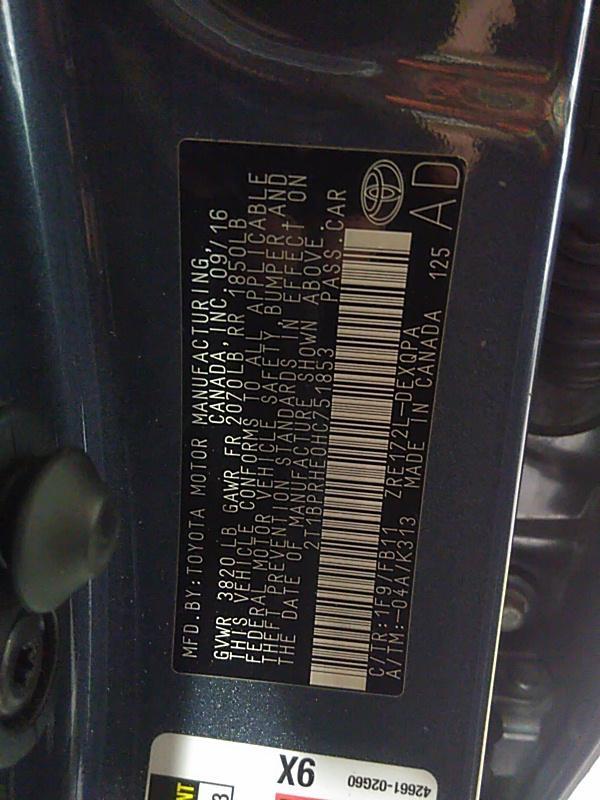 MFD.BY:TOYOTA MOTOR MANUFACTURING,
CANADA,INC.09/16
GVWR 3820LB GAWR FR 2070LB,RR 1850LB
THIS VEHICLE CONFORMS TO ALL APPLICABLE
FEDERAL MOTOR VEHICLE SAFETY, BUMPER,AND
THEFT PREVENTION STANDARDS IN EFFECT ON
THE DATE OF MANUFACTURE SHOWN ABOVE.
2T1BPRHE0HC751853 PASS.CAR
C/TR:1F9/FB11 ZRE172L-DEXQPA
A/TM:-04A/K313 MADE IN CANADA 125
AD
9X
42661-02G60